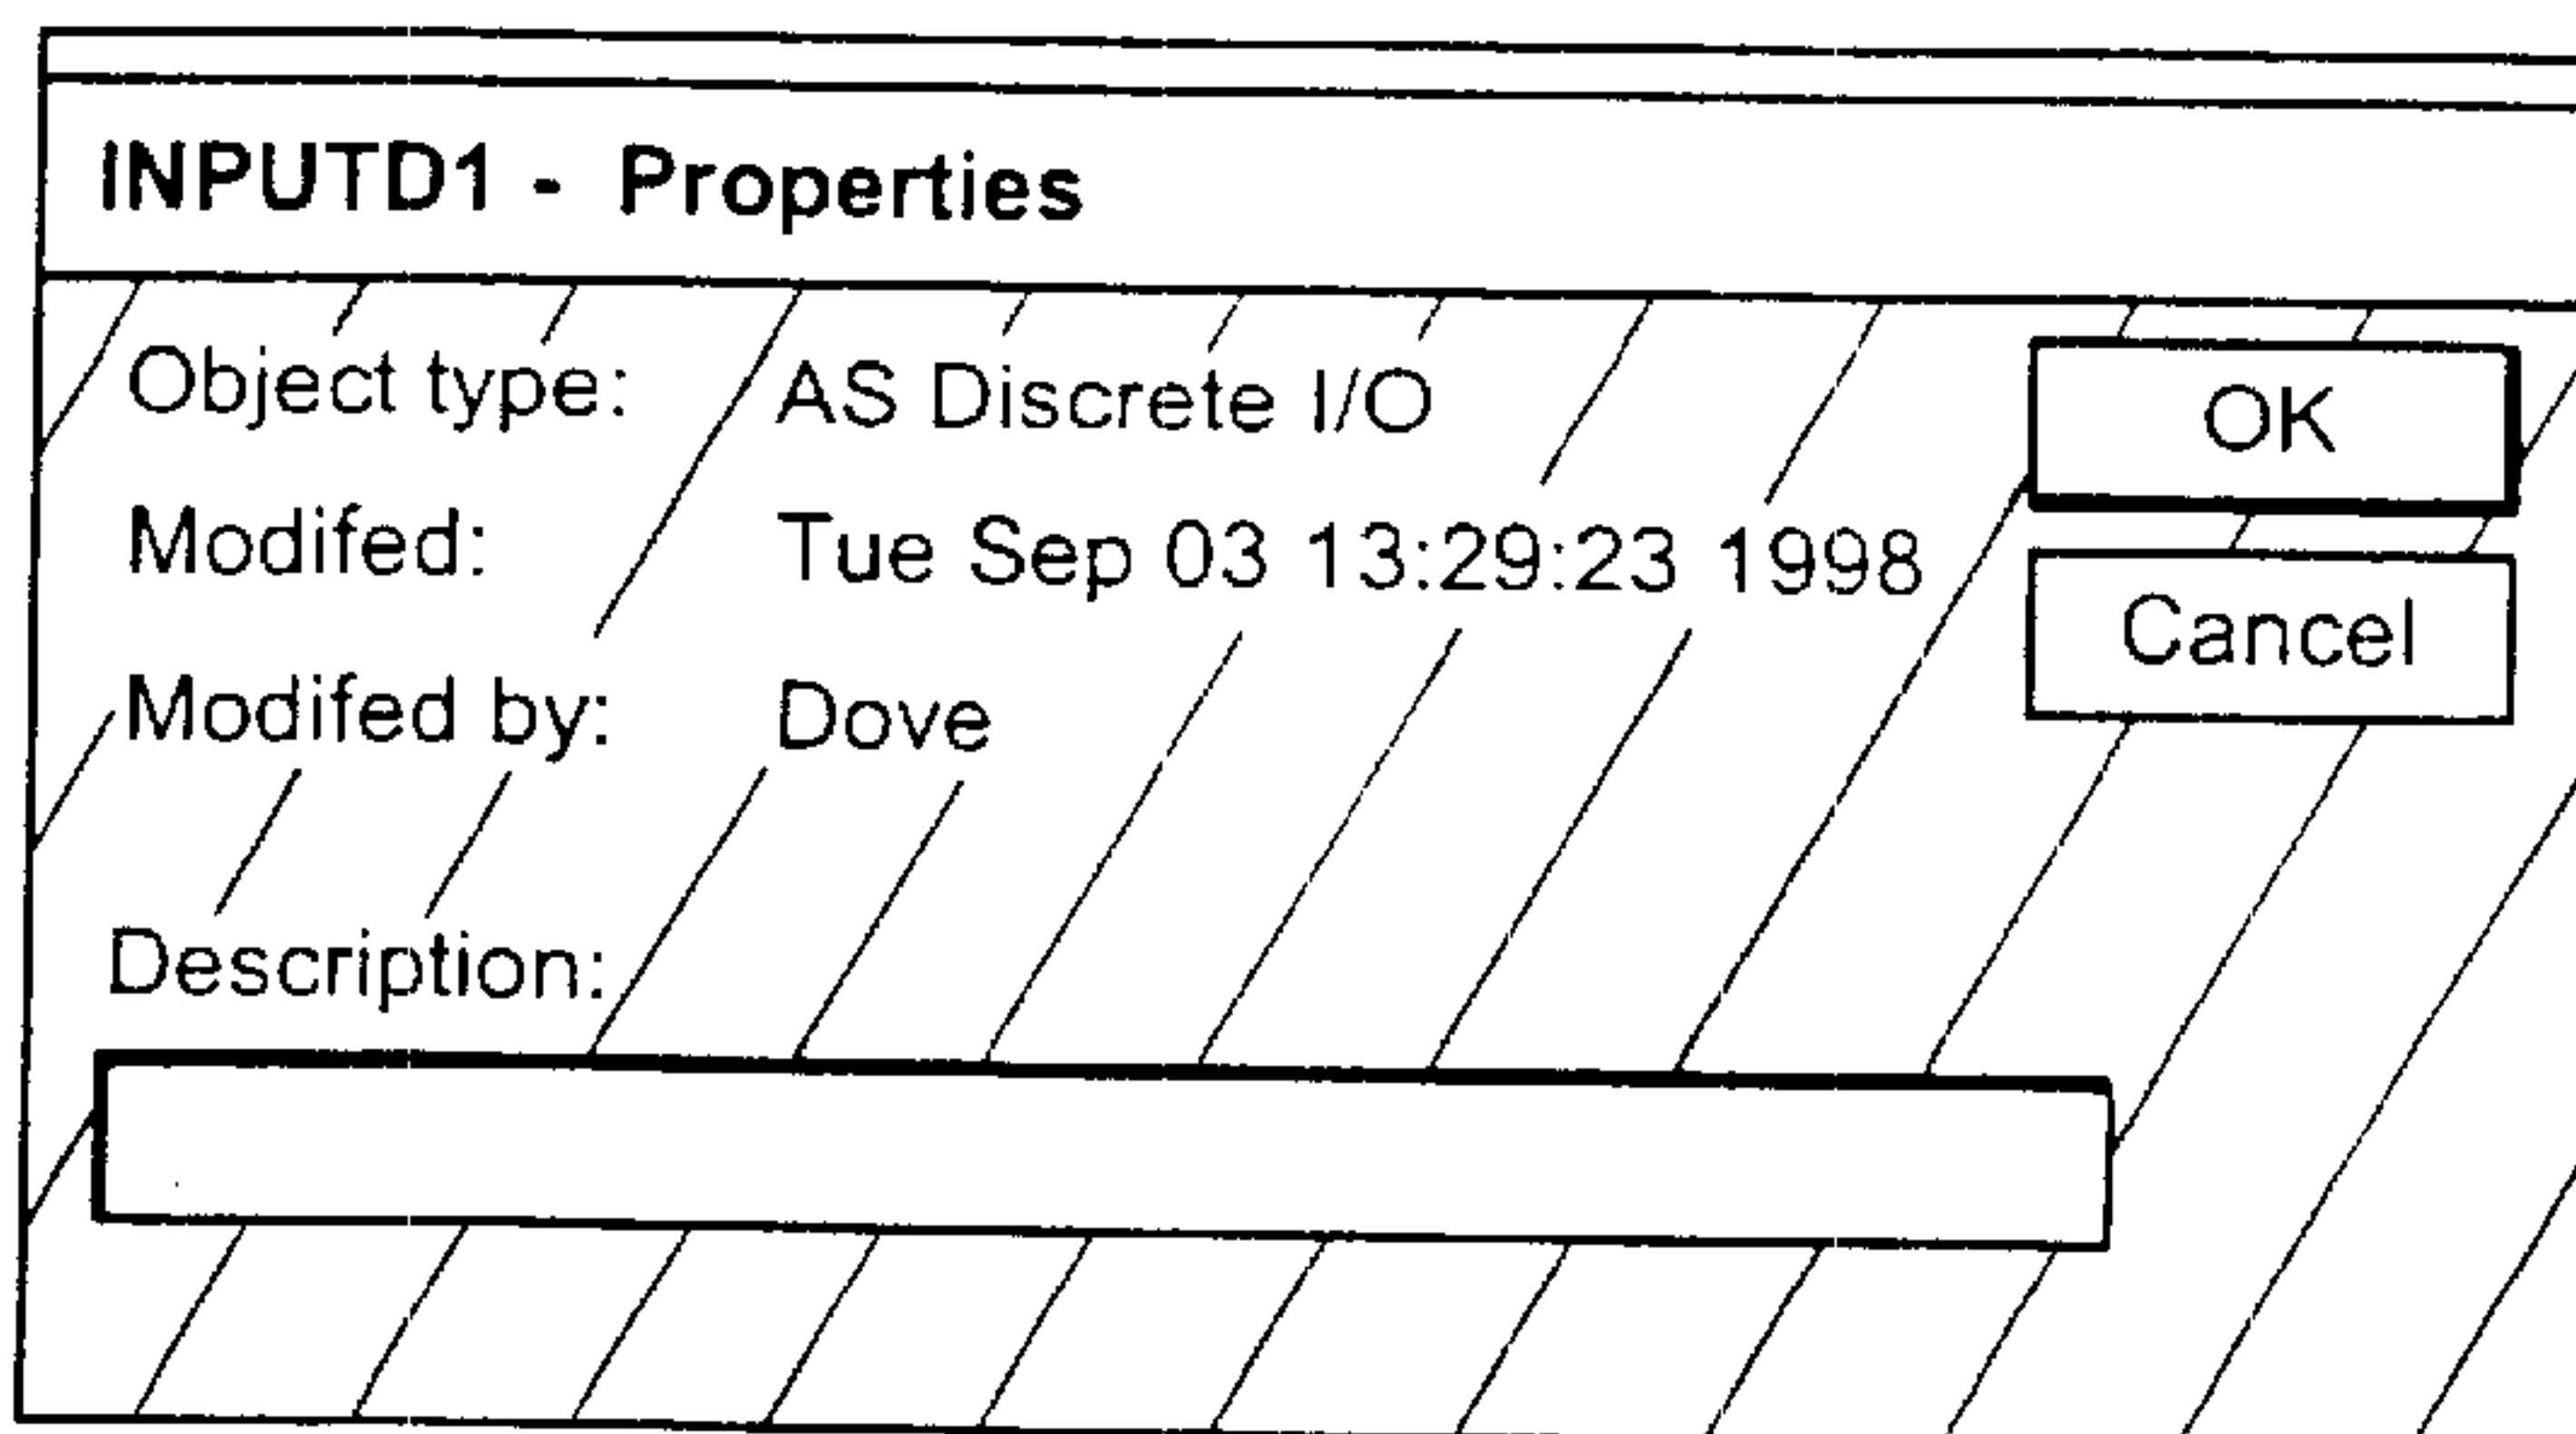 INPUTD1 - Properties
Object type: AS Discrete I/O
OK
Modifed: Tue Sep 03 13:29:23 1998
Cancel
Modifed by: Dove
Description: